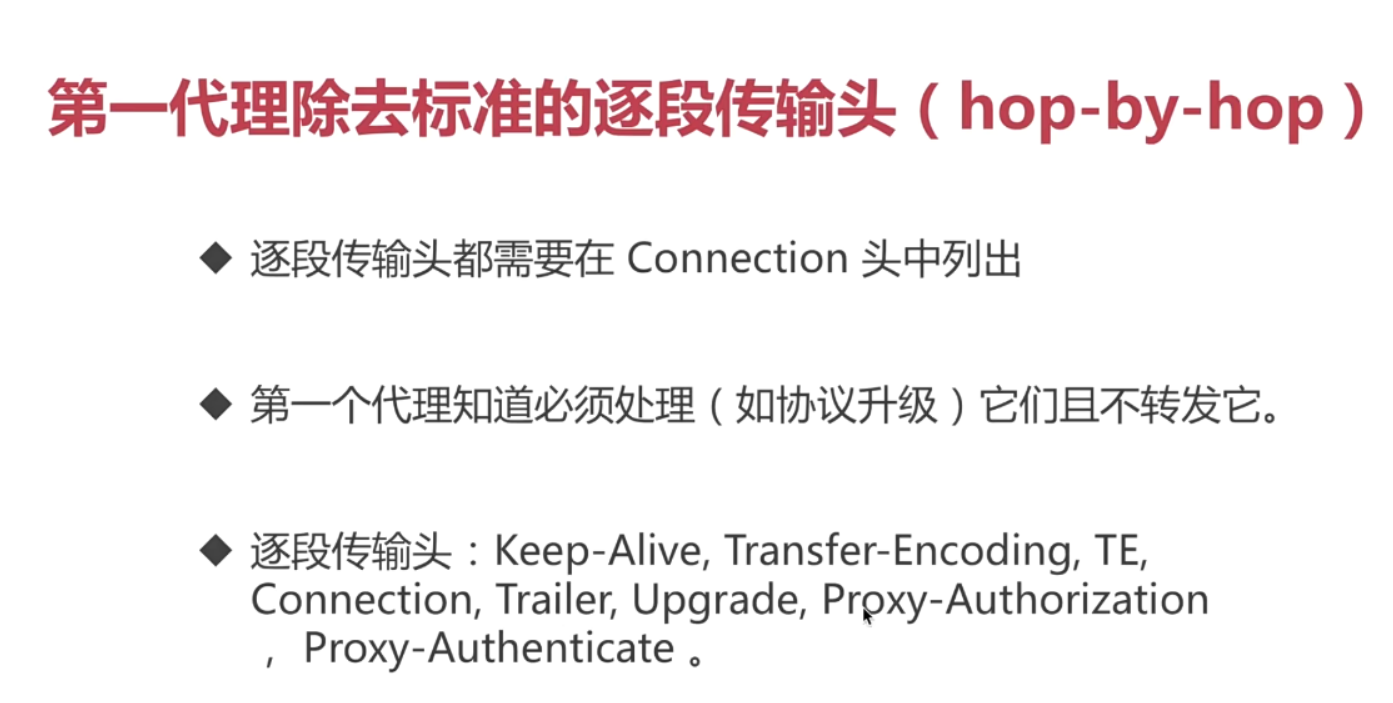 第一代理除去标准的逐段传输头（hop-by-hop）
◆ 逐段传输头都需要在 Connection 头中列出
◆ 第一个代理知道必须处理（如协议升级）它们且不转发它。
◆ 逐段传输头：Keep-Alive, Transfer-Encoding, TE,
Connection, Trailer, Upgrade, Proxy-Authorization
， Proxy-Authenticate 。